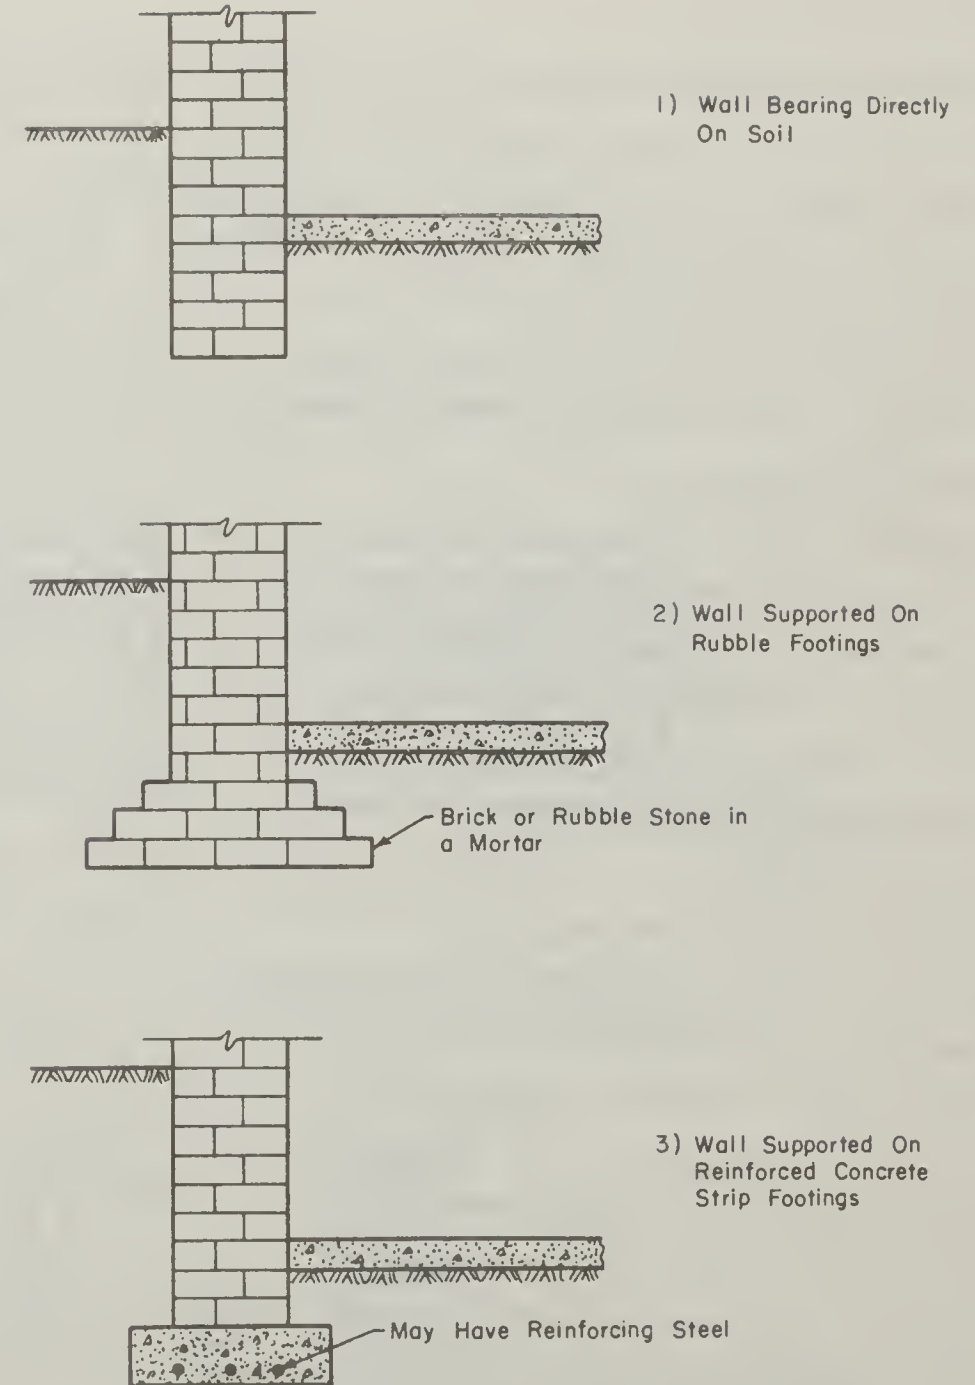 1) Wall Bearing Directly
On Soil
2) Wall Supported On
Rubble Footings
Brick or Rubble Stone in
a Mortar
3) Wall Supported On
Reinforced Concrete
Strip Footings
May Have Reinforcing Steel